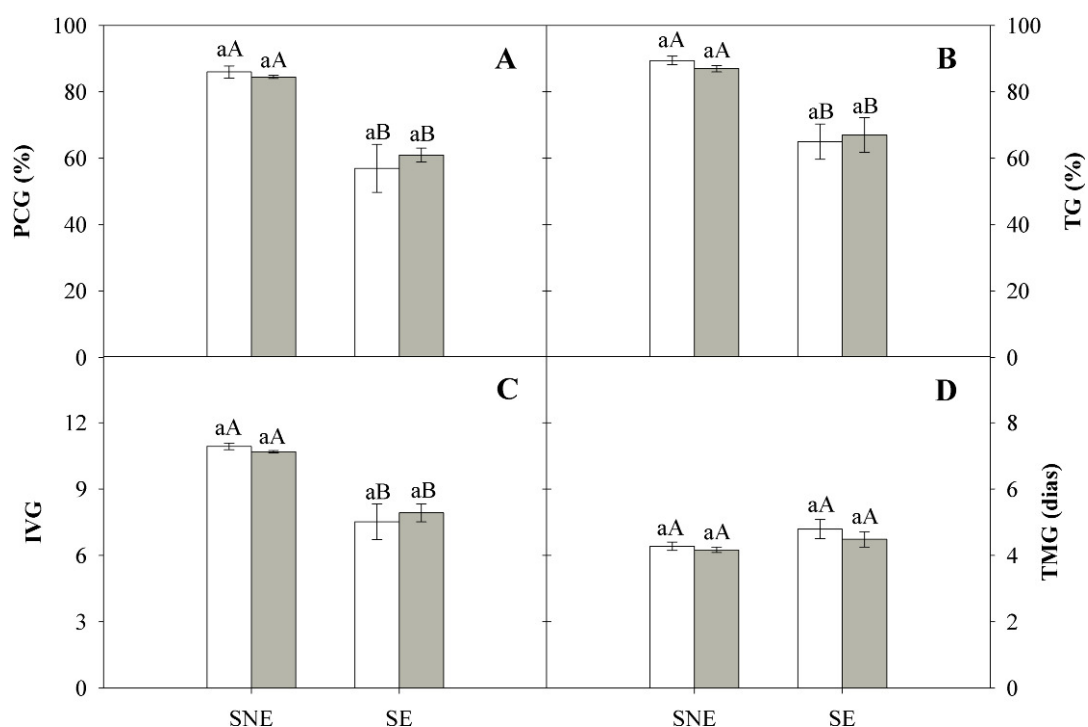 100
80
60
40
20
0
PCG (%)
aA
aA
aB
aB
A
aA
aA
aB
aB
B
100
80
60
40
20
0
TG (%)
12
9
6
3
0
IVG
aA
aA
aB
aB
C
aA
aA
aA
aA
D
8
6
4
2
0
TMG (dias)
SNE
SE
SNE
SE